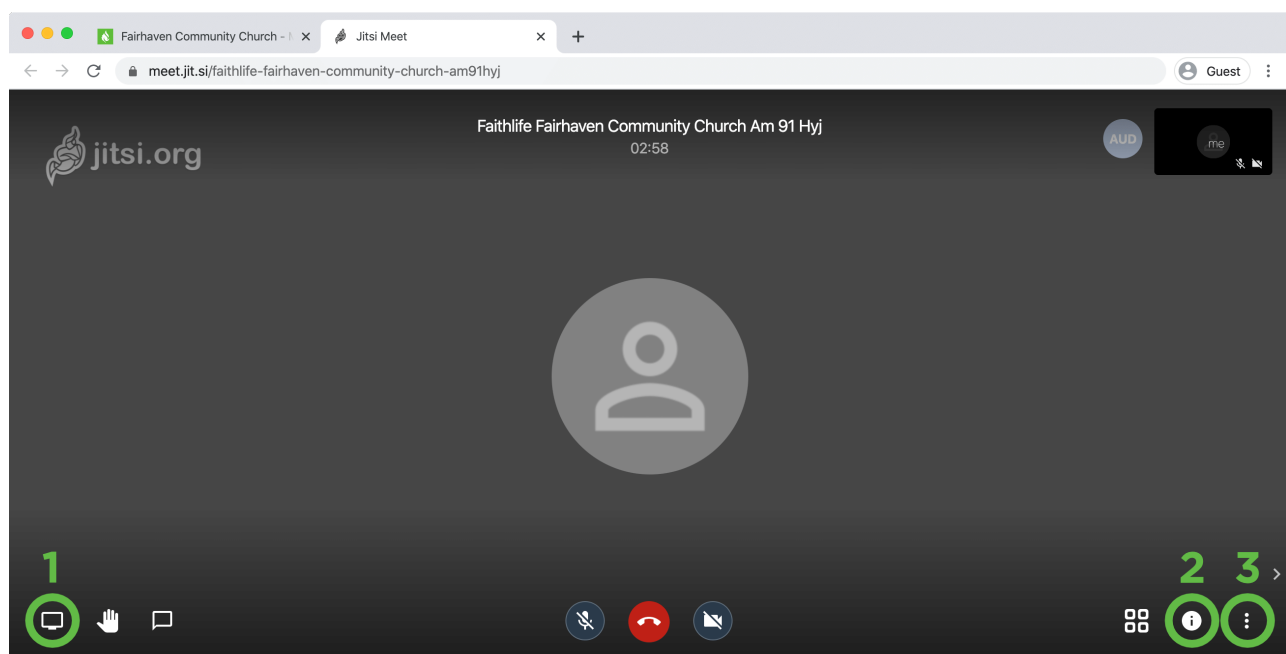 Fairhaven Community Church -
Jitsi Meet
meet.jit.si/faithlife-fairhaven-community-church-am91hyj
Guest
jitsi.org
Faithlife Fairhaven Community Church Am 91 Hyj
02:58
AUD
me
1
2
3